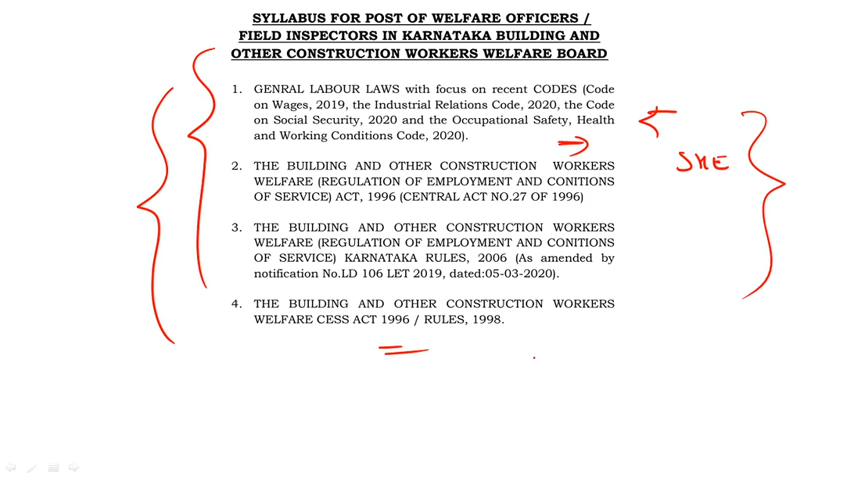 SYLLABUS FOR POST OF WELFARE OFFICERS /
FIELD INSPECTORS IN KARNATAKA BUILDING AND
OTHER CONSTRUCTION WORKERS WELFARE BOARD
1. GENRAL LABOUR LAWS with focus on recent CODES (Code
on Wages, 2019, the Industrial Relations Code, 2020, the Code
on Social Security, 2020 and the Occupational Safety, Health
and Working Conditions Code, 2020).
SHE
2. THE BUILDING AND OTHER CONSTRUCTION WORKERS
WELFARE (REGULATION OF EMPLOYMENT AND CONITIONS
OF SERVICE) ACT, 1996 (CENTRAL ACT NO.27 OF 1996)
3. THE BUILDING AND OTHER CONSTRUCTION WORKERS
WELFARE (REGULATION OF EMPLOYMENT AND CONITIONS
OF SERVICE) KARNATAKA RULES, 2006 (As amended by
notification No.LD 106 LET 2019, dated:05-03-2020).
4. THE BUILDING AND OTHER CONSTRUCTION WORKERS
WELFARE CESS ACT 1996 / RULES, 1998.